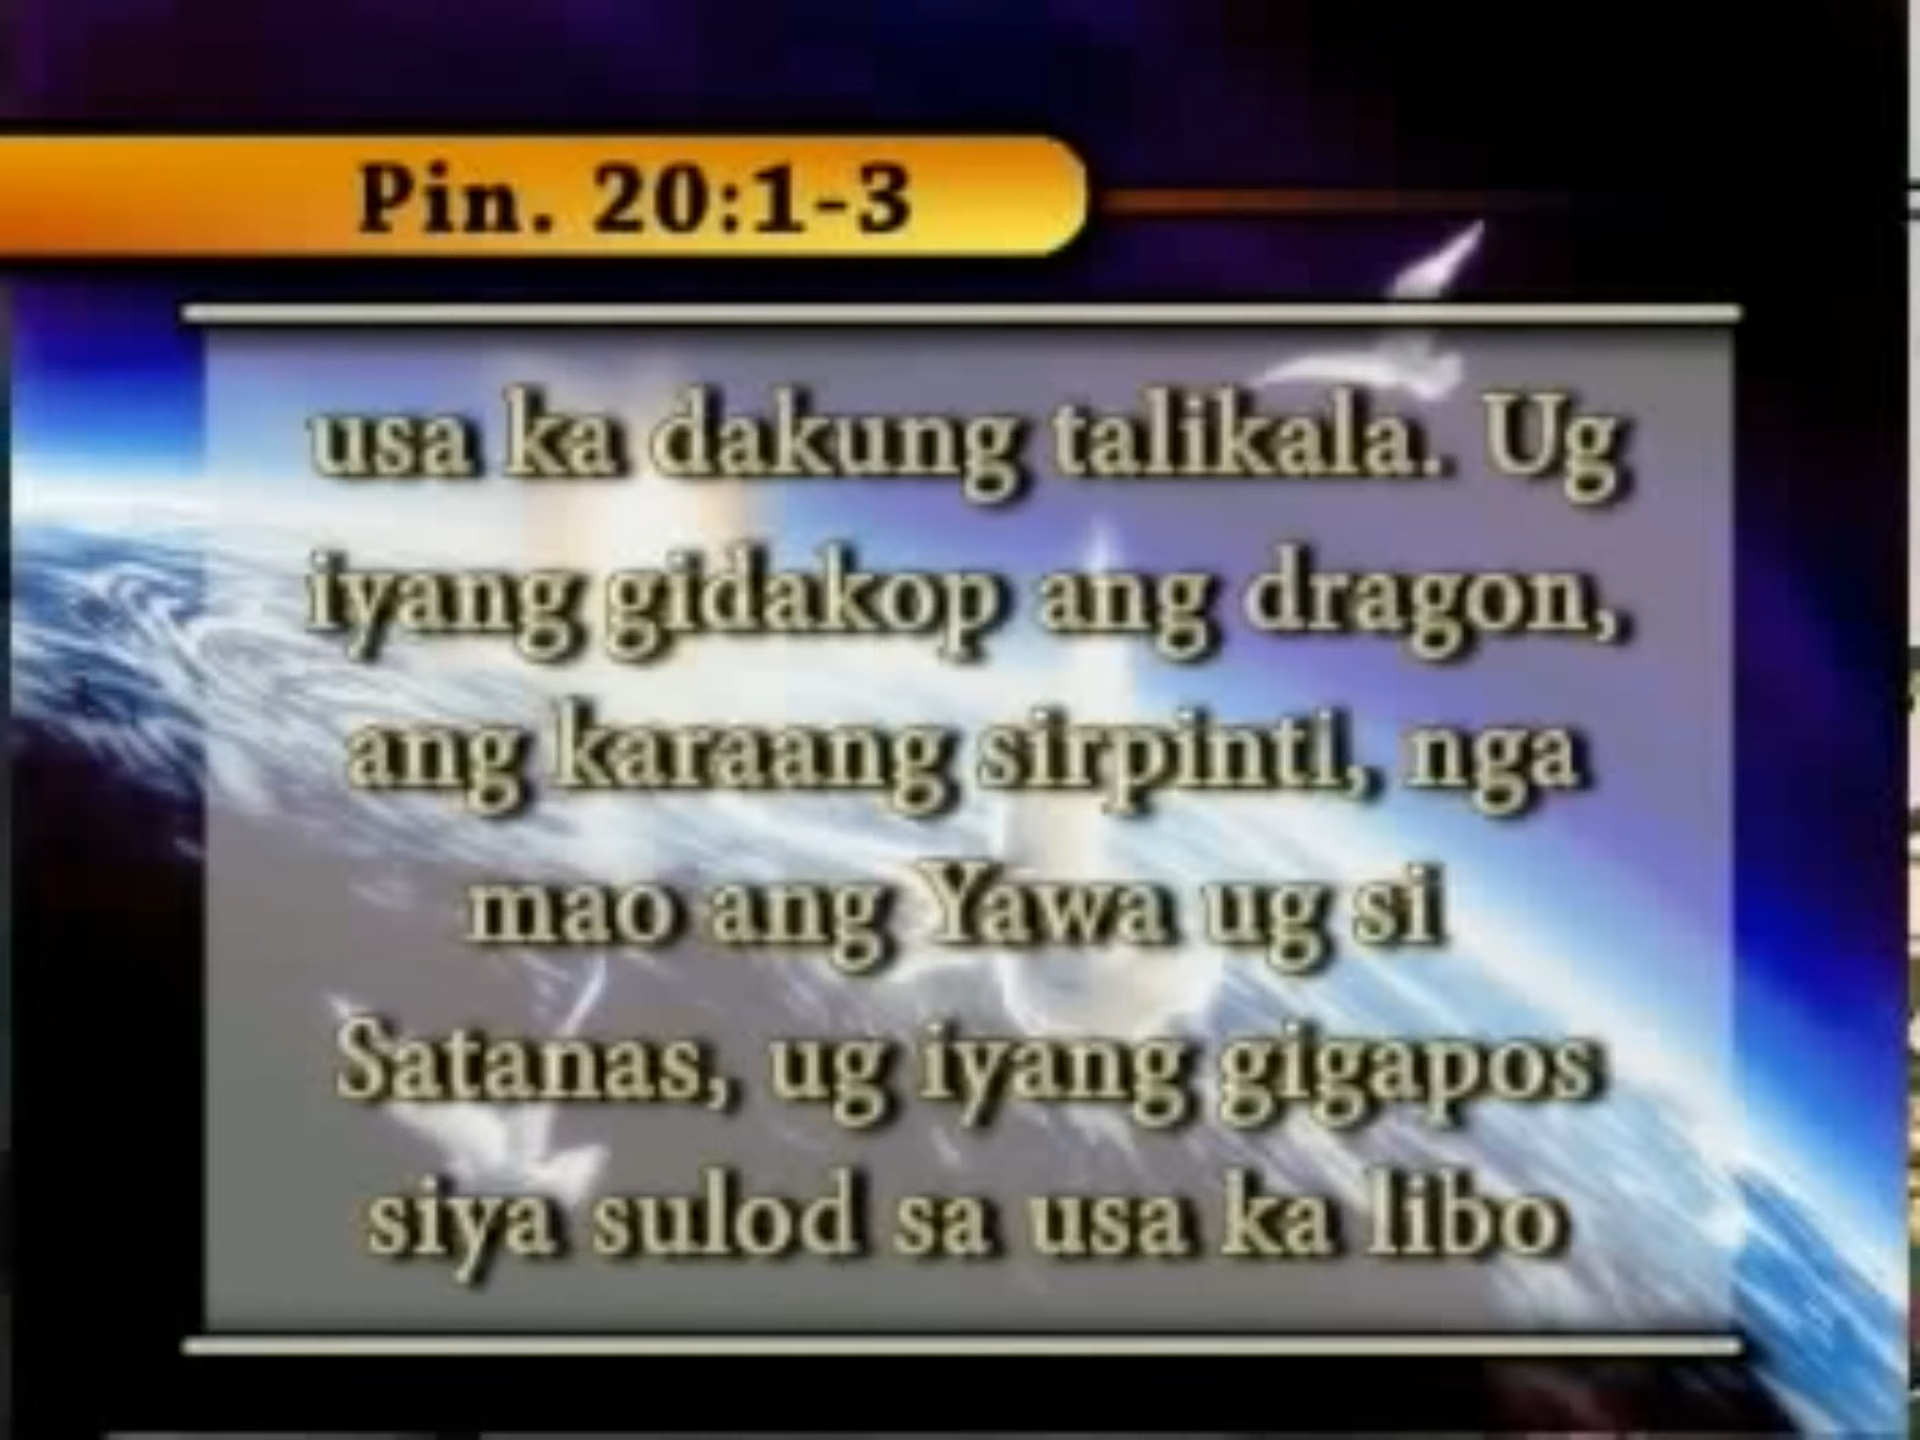 Pin. 20:1-3
usa ka dakung talikala. Ug
iyang gidakop ang dragon,
ang karaang sirpinti, nga
mao ang Yawa ug si
Satanas, ug iyang gigapos
siya sulod sa usa ka libo